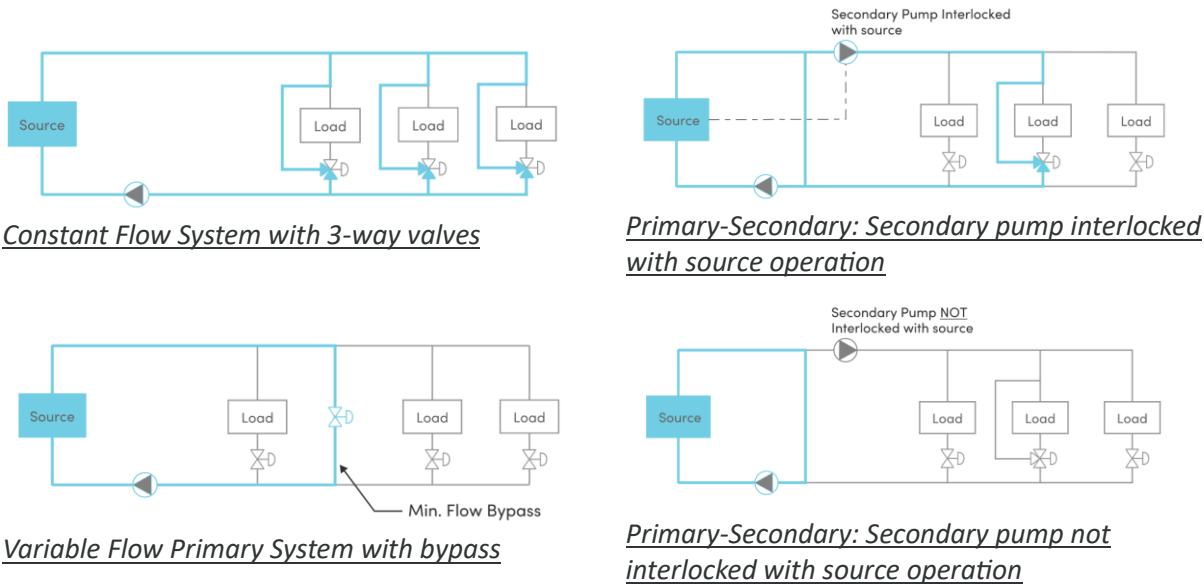 Source
Load
Load
Load
Constant Flow System with 3-way valves
Secondary Pump Interlocked
with source
Source
Load
Load
Load
Primary-Secondary: Secondary pump interlocked
with source operation
Source
Load
Load
Load
Min. Flow Bypass
Variable Flow Primary System with bypass
Secondary Pump NOT
Interlocked with source
Source
Load
Load
Load
Primary-Secondary: Secondary pump not
interlocked with source operation